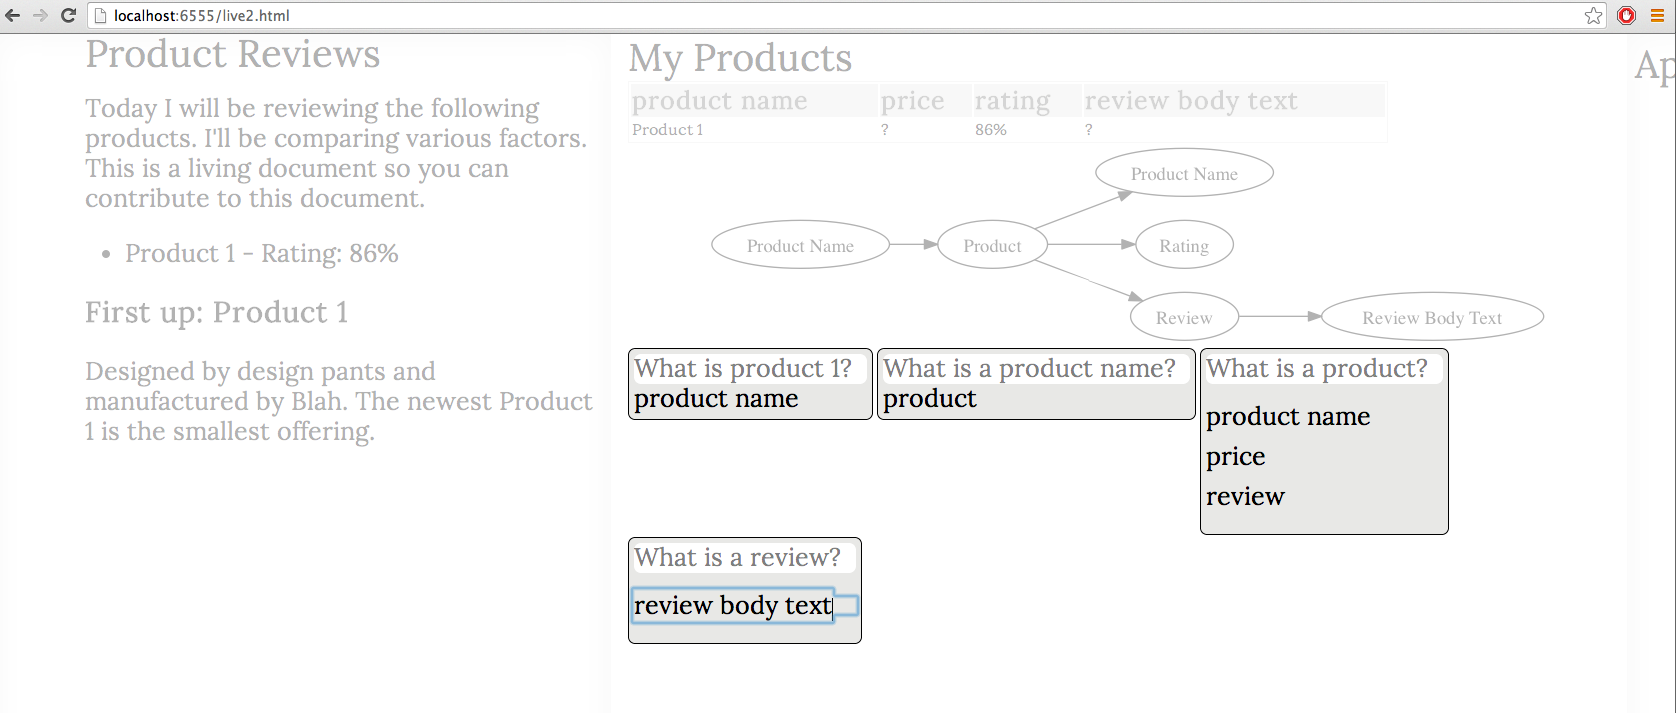 localhost:6555/live2.html
Product Reviews
Today I will be reviewing the following
products. I'll be comparing various factors.
This is a living document so you can
contribute to this document.
• Product 1 - Rating: 86%
First up: Product 1
Designed by design pants and
manufactured by Blah. The newest Product
1 is the smallest offering.
My Products
product name price rating review body text
Product 1 ? 86% ?
Product Name
Product Name
Product
Rating
Review
Review Body Text
What is product 1?
product name
What is a product name?
product
What is a product?
product name
price
review
What is a review?
review body text
Ap